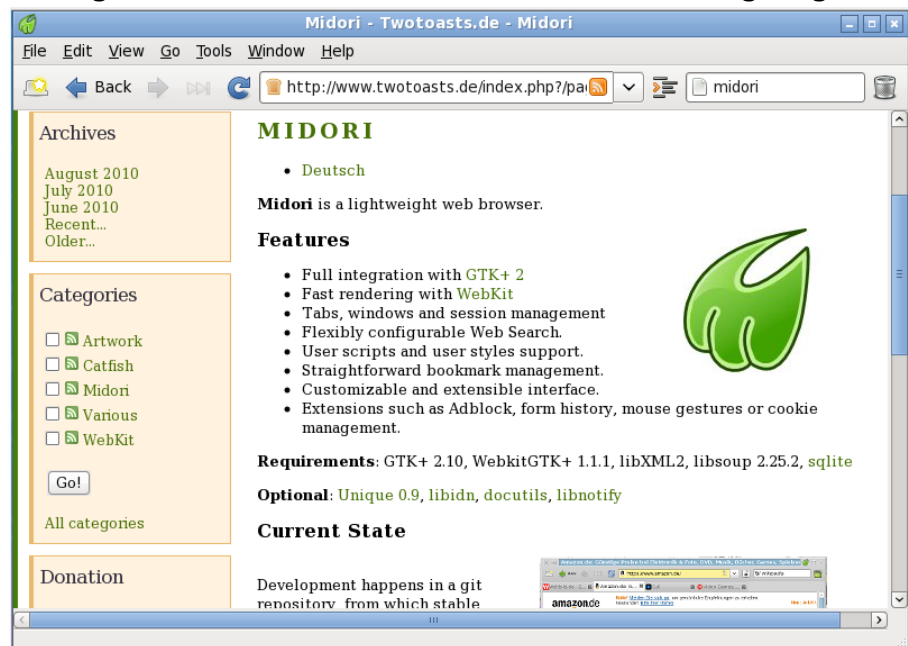 Midori - Twotoasts.de - Midori
File Edit View Go Tools Window Help
Back
http://www.twotoasts.de/index.php?/pa
midori
Archives
August 2010
July 2010
June 2010
Recent...
Older...
Categories
Artwork
Catfish
Midori
Various
WebKit
Go!
All categories
Donation
MIDORI
Deutsch
Midori is a lightweight web browser.
Features
Full integration with GTK+ 2
Fast rendering with WebKit
Tabs, windows and session management
Flexibly configurable Web Search.
User scripts and user styles support.
Straightforward bookmark management.
Customizable and extensible interface.
Extensions such as Adblock, form history, mouse gestures or cookie
management.
Requirements: GTK+ 2.10, WebkitGTK+ 1.1.1, libXML2, libsoup 2.25.2, sqlite
Optional: Unique 0.9, libidn, docutils, libnotify
Current State
Development happens in a git
repository, from which stable
amazon.de